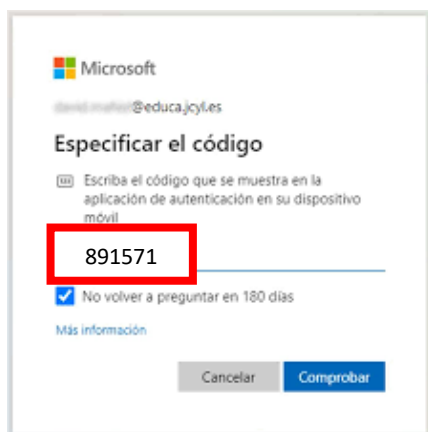 Microsoft
@educa.jcyl.es
Especificar el código
Escriba el código que se muestra en la
aplicación de autenticación en su dispositivo
móvil
891571
No volver a preguntar en 180 días
Más información
Cancelar
Comprobar